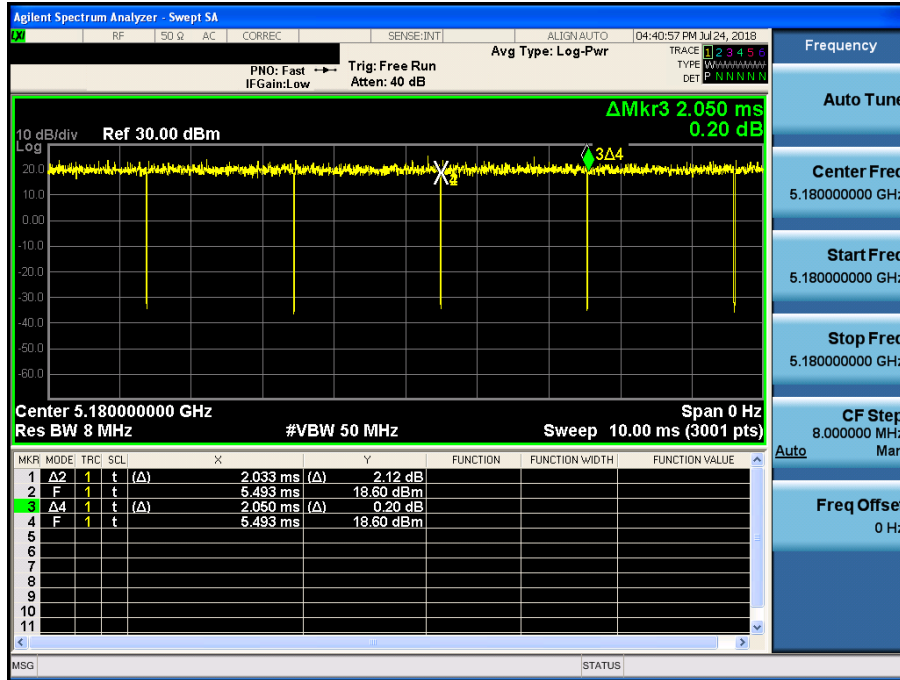 Agilent Spectrum Analyzer - Swept SA
LXI RF 50 Ω AC CORREC SENSE:INT ALIGN AUTO 04:40:57 PM Jul 24, 2018
Avg Type: Log-Pwr
TRACE 1 2 3 4 5 6
TYPE
DET P N N N N N
PNO: Fast
IFGain:Low
Trig: Free Run
Atten: 40 dB
Frequency
ΔMkr3 2.050 ms
0.20 dB
10 dB/div Ref 30.00 dBm
Log
20.0
10.0
0.00
-10.0
-20.0
-30.0
-40.0
-50.0
-60.0
3Δ4
Center 5.180000000 GHz Span 0 Hz
Res BW 8 MHz #VBW 50 MHz Sweep 10.00 ms (3001 pts)
MKR MODE TRC SCL X Y FUNCTION FUNCTION WIDTH FUNCTION VALUE
1 Δ2 1 t (Δ) 2.033 ms (Δ) 2.12 dB
2 F 1 t 5.493 ms 18.60 dBm
3 Δ4 1 t (Δ) 2.050 ms (Δ) 0.20 dB
4 F 1 t 5.493 ms 18.60 dBm
5
6
7
8
9
10
11
MSG STATUS
Auto Tune
Center Freq
5.180000000 GHz
Start Freq
5.180000000 GHz
Stop Freq
5.180000000 GHz
CF Step
8.000000 MHz
Auto Man
Freq Offset
0 Hz